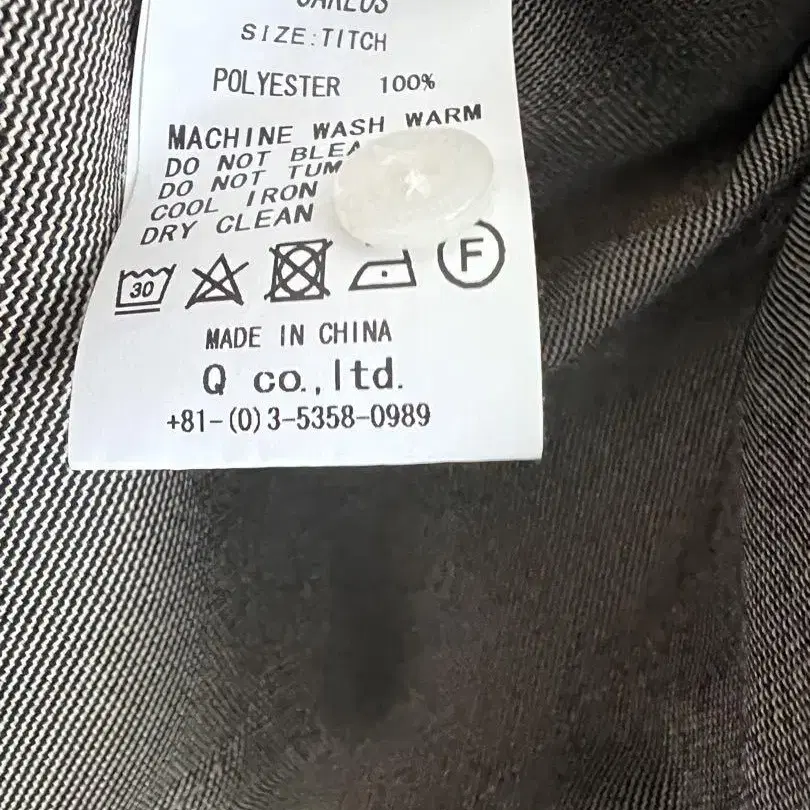 SIZE:TITCH
POLYESTER 100%
MACHINE WASH WARM
DO NOT
DO NOT
COOL IRON
DRY CLEAN
30
F
MADE IN CHINA
Q co.,ltd.
+81-(0)3-5358-0989